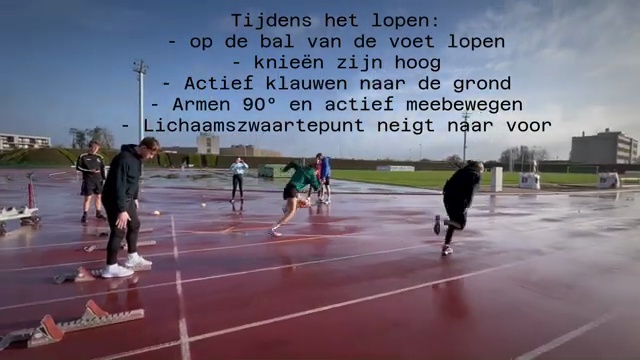 Tijdens het lopen:
- op de bal van de voet lopen
- knieën zijn hoog
- Actief klauwen naar de grond
- Armen 90° en actief meebewegen
- Lichaamszwaartepunt neigt naar voor